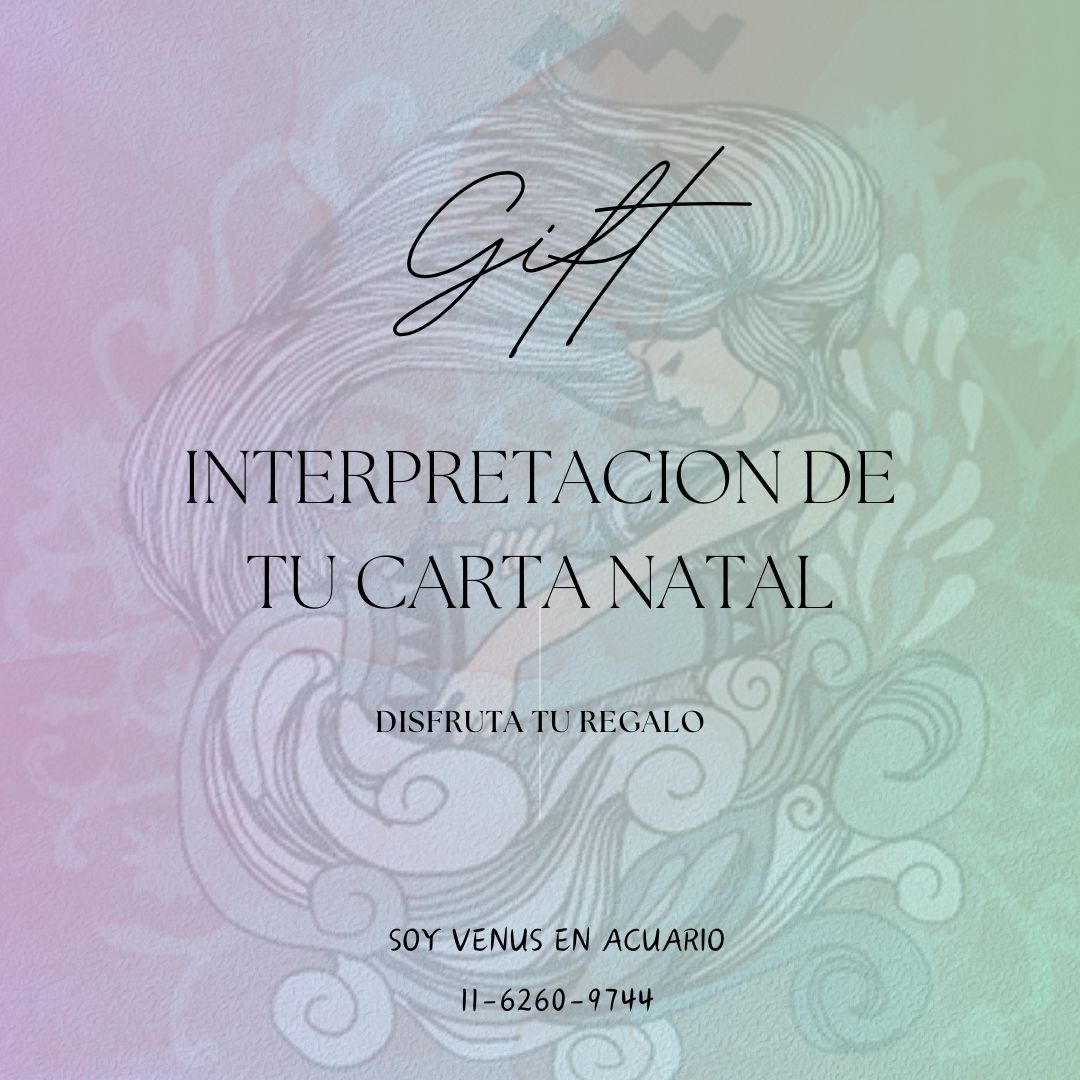 Gift
INTERPRETACION DE
TU CARTA NATAL
DISFRUTA TU REGALO
SOY VENUS EN ACUARIO
11-6260-9744